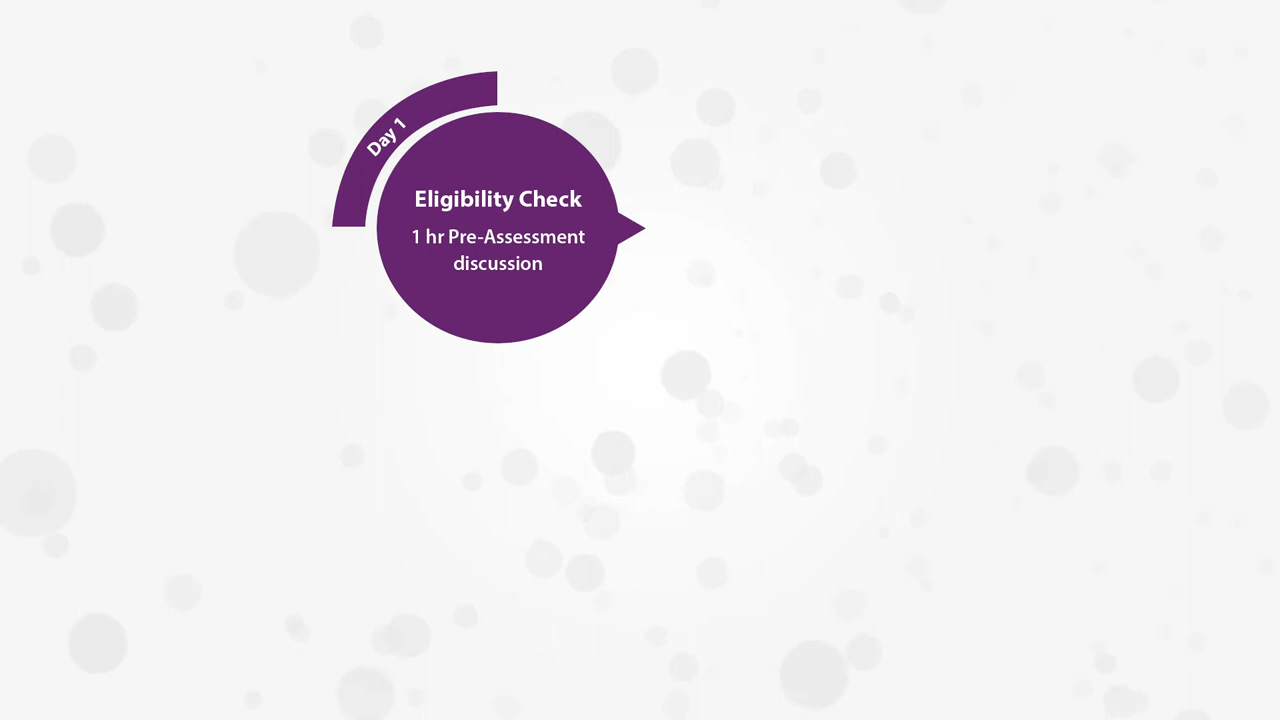 Day 1
Eligibility Check
1 hr Pre-Assessment
discussion